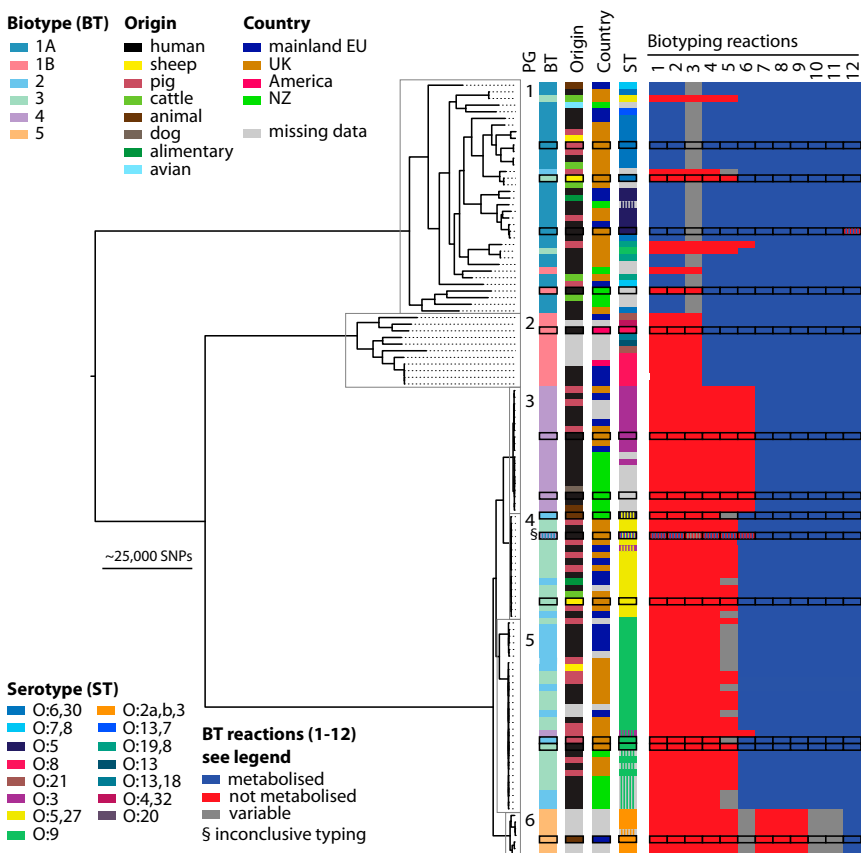 Biotype (BT)
1A
1B
2
3
4
5
Origin
human
sheep
pig
cattle
animal
dog
alimentary
avian
Country
mainland EU
UK
America
NZ
missing data
PG
BT
Origin
Country
ST
Biotyping reactions
1 2 3 4 5 6 7 8 9 10 11 12
1
2
3
4
§
5
6
~25,000 SNPs
Serotype (ST)
O:6,30
O:7,8
O:5
O:8
O:21
O:3
O:5,27
O:9
O:2a,b,3
O:13,7
O:19,8
O:13
O:13,18
O:4,32
O:20
BT reactions (1-12)
see legend
metabolised
not metabolised
variable
§ inconclusive typing